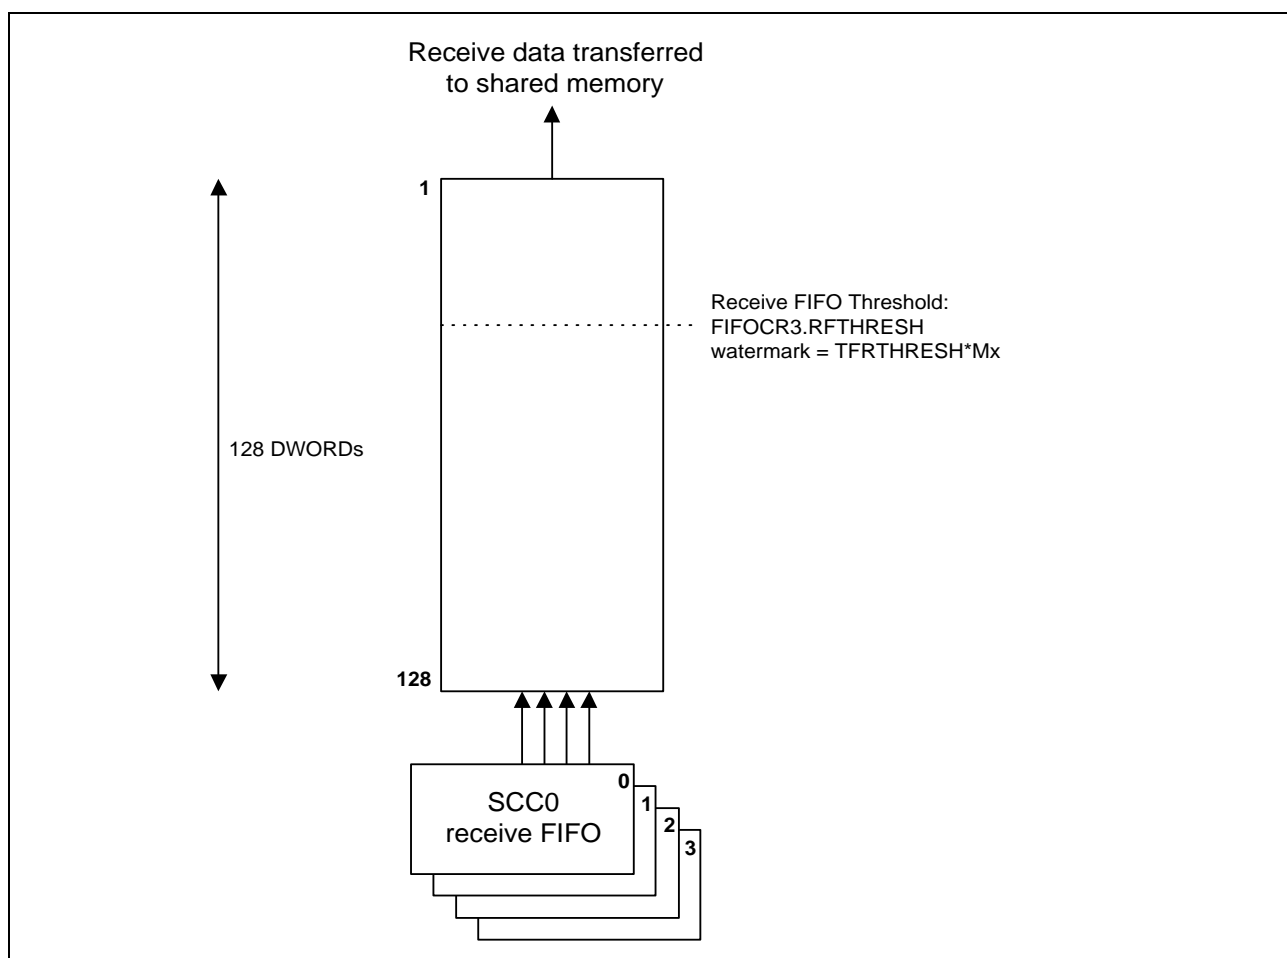 Receive data transferred
to shared memory
1
Receive FIFO Threshold:
FIFOCR3.RFTHRESH
watermark = TFRTHRESH*Mx
128 DWORDs
128
0
SCC0
receive FIFO
1
2
3